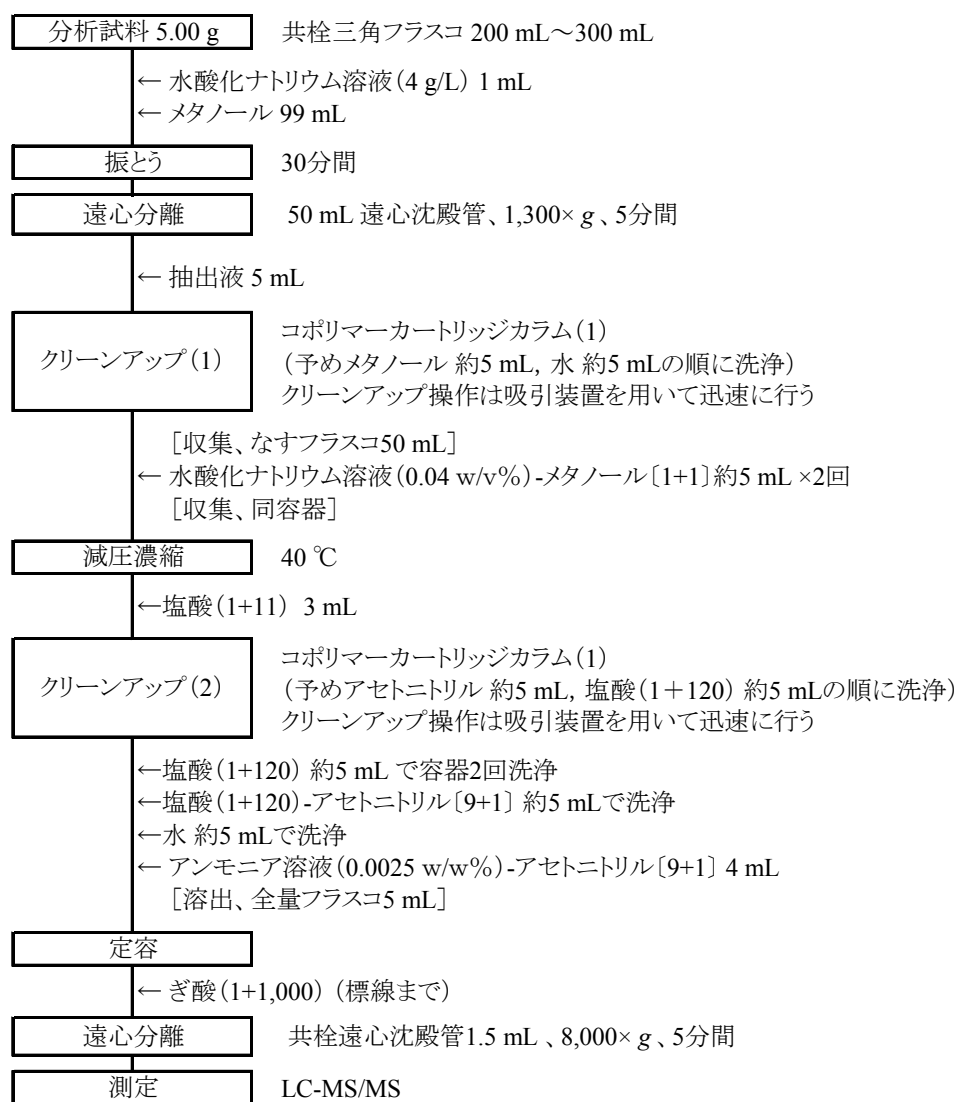 分析試料 5.00 g 共栓三角フラスコ 200 mL～300 mL
← 水酸化ナトリウム溶液(4 g/L) 1 mL
← メタノール 99 mL
振とう 30分間
遠心分離 50 mL 遠心沈殿管、1,300× g 、5分間
← 抽出液 5 mL
コポリマーカートリッジカラム(1)
クリーンアップ(1) (予めメタノール 約5 mL, 水 約5 mLの順に洗浄)
クリーンアップ操作は吸引装置を用いて迅速に行う
［収集、なすフラスコ50 mL］
← 水酸化ナトリウム溶液(0.04 w/v％)-メタノール〔1+1〕約5 mL ×2回
［収集、同容器］
減圧濃縮 40 ℃
←塩酸(1+11) 3 mL
コポリマーカートリッジカラム(1)
クリーンアップ(2) (予めアセトニトリル 約5 mL, 塩酸(1＋120) 約5 mLの順に洗浄)
クリーンアップ操作は吸引装置を用いて迅速に行う
←塩酸(1+120) 約5 mL で容器2回洗浄
←塩酸(1+120)-アセトニトリル〔9+1〕 約5 mLで洗浄
←水 約5 mLで洗浄
← アンモニア溶液(0.0025 w/w％)-アセトニトリル〔9+1〕 4 mL
［溶出、全量フラスコ5 mL］
定容
← ぎ酸(1+1,000) (標線まで)
遠心分離 共栓遠心沈殿管1.5 mL 、8,000× g 、5分間
測定 LC-MS/MS